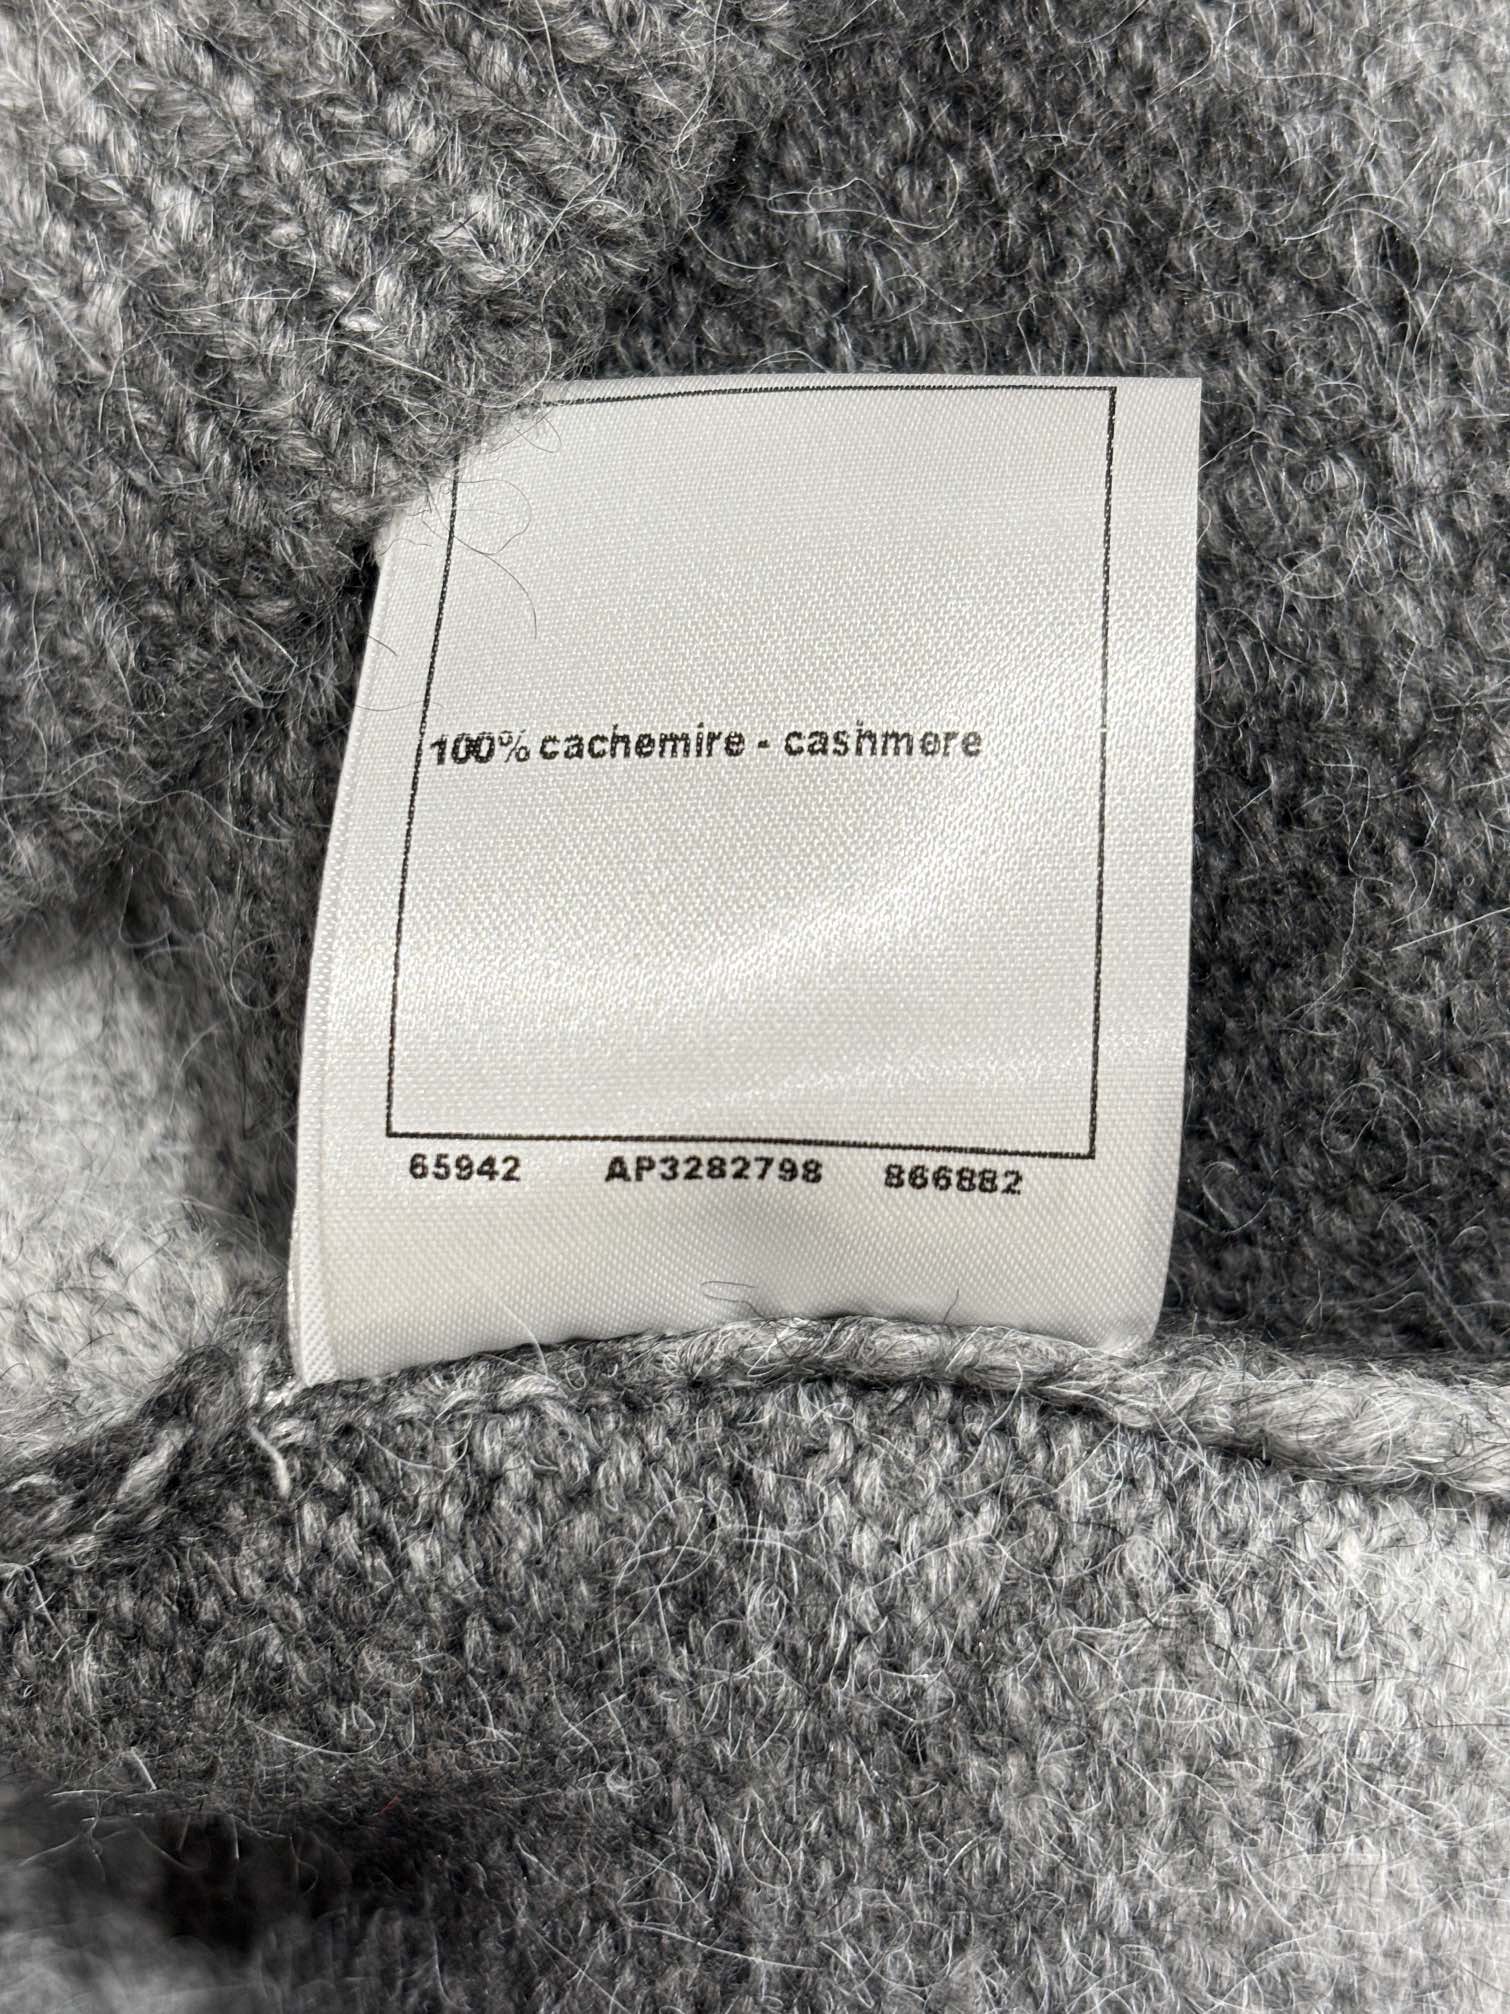 100% cachemire - cashmere
65942 AP3282798 866882